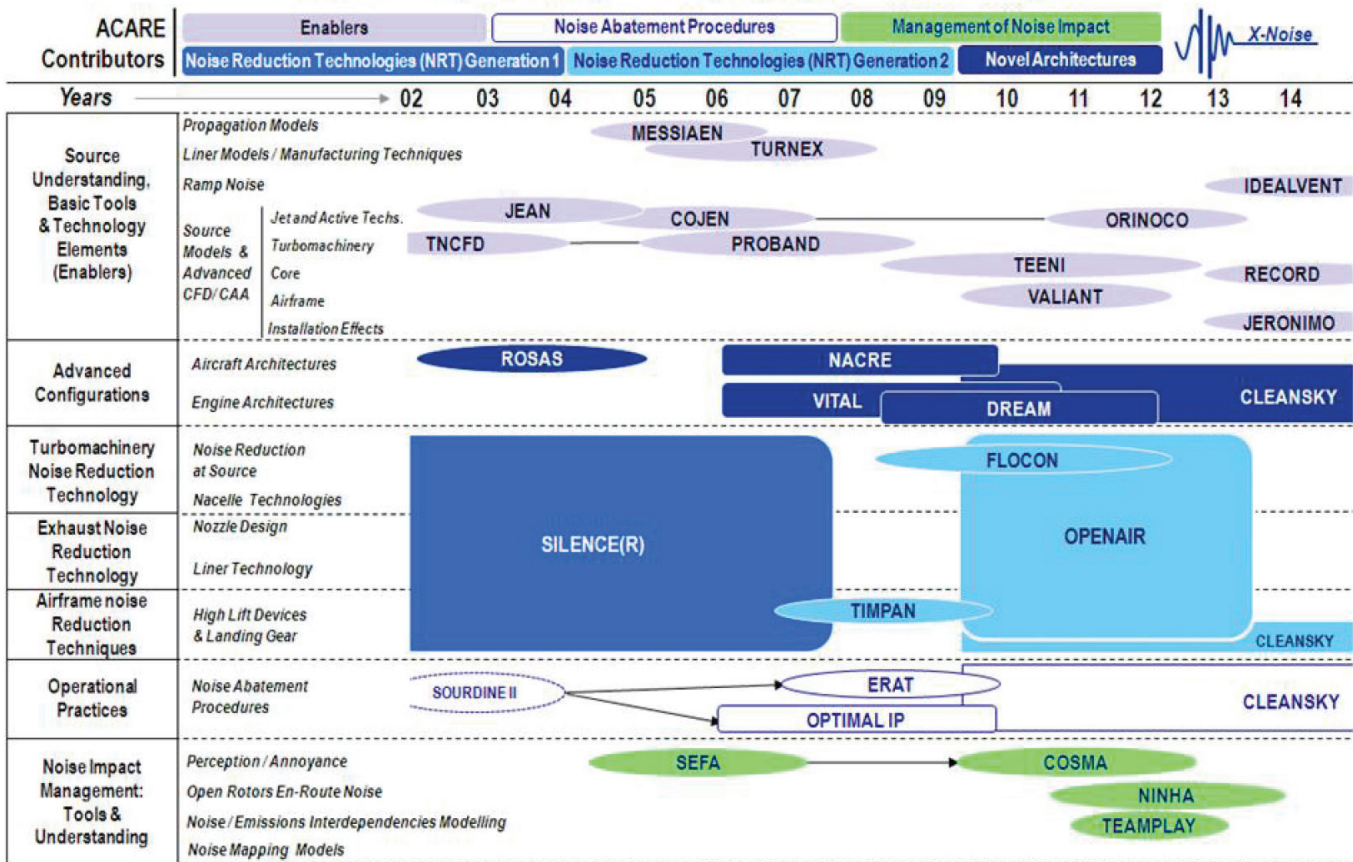 ACARE
Contributors
Enablers
Noise Abatement Procedures
Management of Noise Impact
Noise Reduction Technologies (NRT) Generation 1
Noise Reduction Technologies (NRT) Generation 2
Novel Architectures
X-Noise
Years
02 03 04 05 06 07 08 09 10 11 12 13 14
Source
Understanding,
Basic Tools
& Technology
Elements
(Enablers)
Propagation Models
MESSIAEN
Liner Models / Manufacturing Techniques
TURNEX
Ramp Noise
IDEALVENT
Source
Models &
Advanced
CFD/CAA
Jet and Active Techs.
JEAN
COJEN
ORINOCO
Turbomachinery
TNCFD
PROBAND
Core
TEENI
RECORD
Airframe
VALIANT
Installation Effects
JERONIMO
Advanced
Configurations
Aircraft Architectures
ROSAS
NACRE
Engine Architectures
VITAL
DREAM
CLEANSKY
Turbomachinery
Noise Reduction
Technology
Noise Reduction
at Source
FLOCON
Nacelle Technologies
Exhaust Noise
Reduction
Technology
Nozzle Design
SILENCE(R)
OPENAIR
Liner Technology
Airframe noise
Reduction
Techniques
High Lift Devices
& Landing Gear
TIMPAN
CLEANSKY
Operational
Practices
Noise Abatement
Procedures
SOURDINE II
ERAT
OPTIMAL IP
CLEANSKY
Noise Impact
Management:
Tools &
Understanding
Perception / Annoyance
SEFA
COSMA
Open Rotors En-Route Noise
NINHA
Noise / Emissions Interdependencies Modelling
TEAMPLAY
Noise Mapping Models